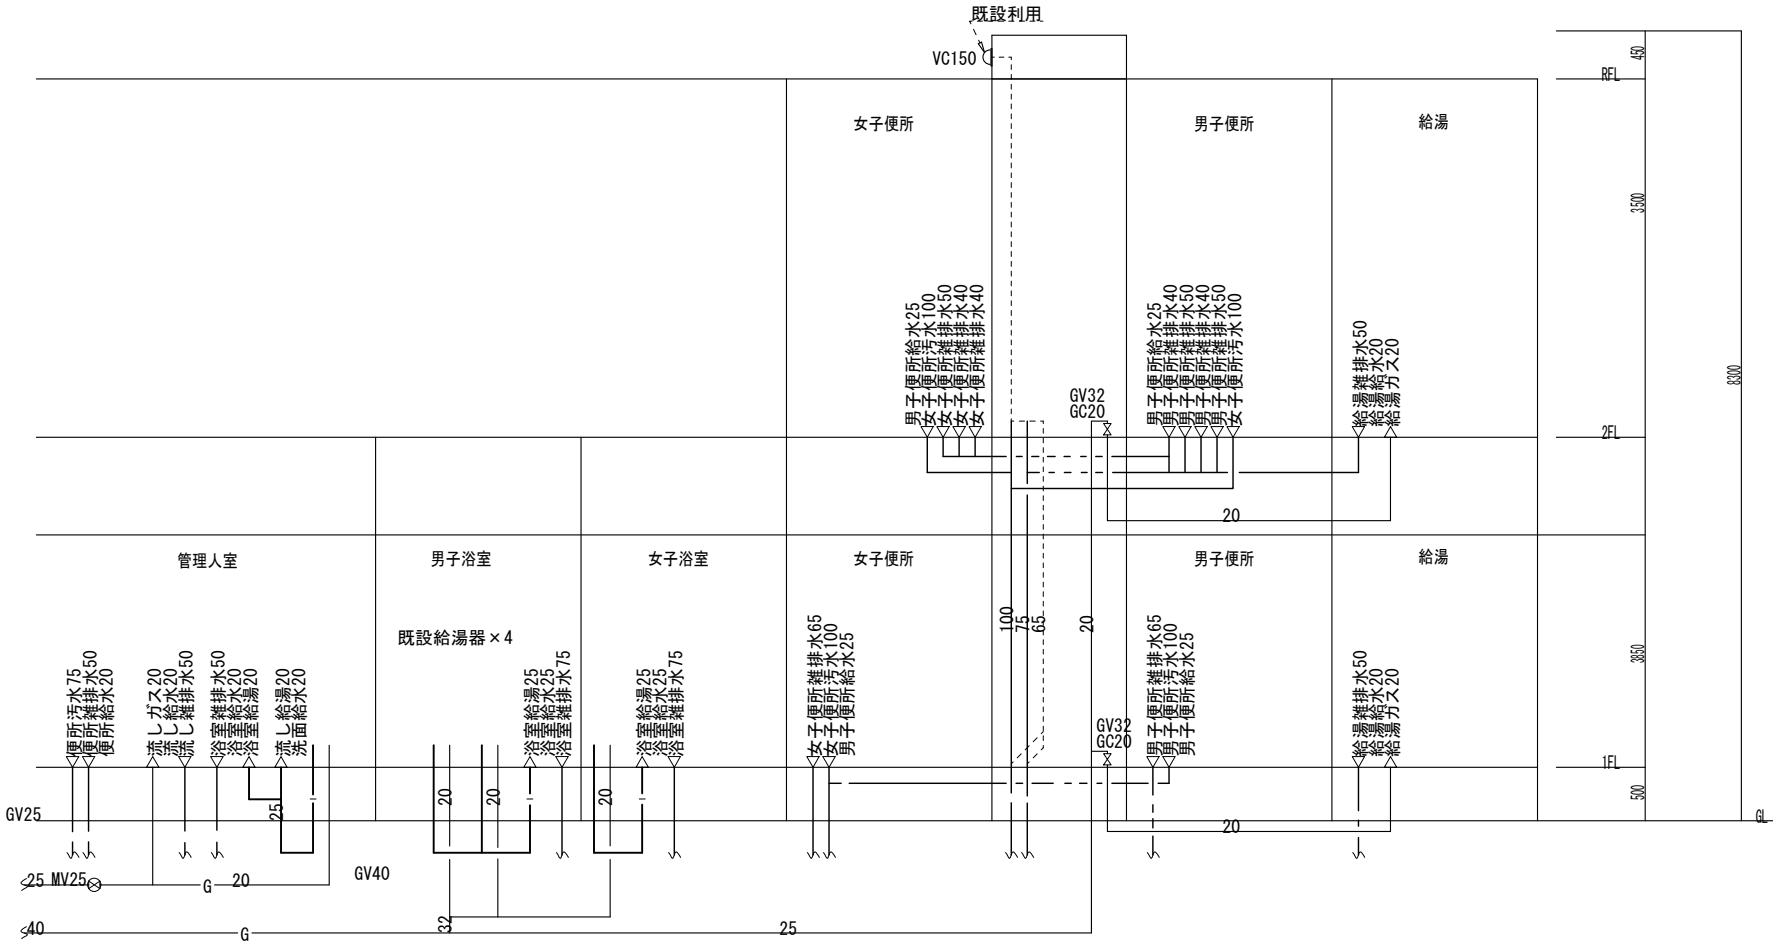 既設利用
VC150
450
RFL
女子便所
男子便所
給湯
3500
男子便所給水25
女子便所汚水100
女子便所雑排水50
女子便所雑排水40
女子便所雑排水40
GV32
GC20
男子便所給水25
男子便所雑排水40
男子便所雑排水50
男子便所雑排水40
男子便所雑排水50
女子便所汚水100
給湯雑排水50
給湯給水20
給湯ガス20
8300
2FL
20
管理人室
男子浴室
女子浴室
女子便所
男子便所
給湯
既設給湯器×4
100
75
65
20
3850
便所汚水75
便所雑排水50
便所給水20
流しガス20
流し給水20
流し雑排水50
浴室雑排水50
浴室給水20
浴室給湯20
流し給湯20
洗面給水20
浴室給湯25
浴室給水25
浴室雑排水75
浴室給湯25
浴室給水25
浴室雑排水75
女子便所雑排水65
女子便所汚水100
男子便所給水25
GV32
GC20
男子便所雑排水65
男子便所汚水100
男子便所給水25
給湯雑排水50
給湯給水20
給湯ガス20
1FL
500
GV25
25
20
20
20
20
GL
25 MV25
G
20
GV40
40
G
32
25